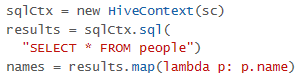 sqlCtx = new HiveContext(sc)
results = sqlCtx.sql(
"SELECT * FROM people")
names = results.map(lambda p: p.name)